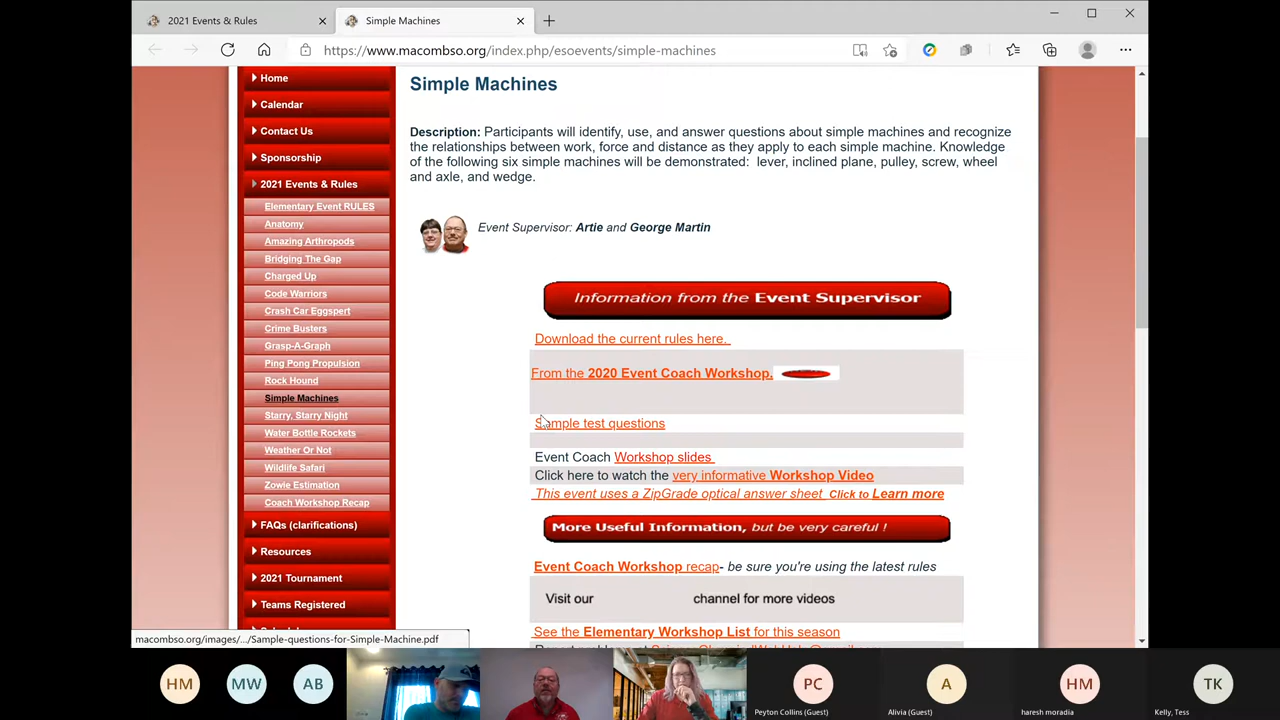 2021 Events & Rules
Simple Machines
https://www.macombso.org/index.php/esoevents/simple-machines
Home
Calendar
Contact Us
Sponsorship
2021 Events & Rules
Elementary Event RULES
Anatomy
Amazing Arthropods
Bridging The Gap
Charged Up
Code Warriors
Crash Car Eggspert
Crime Busters
Grasp-A-Graph
Ping Pong Propulsion
Rock Hound
Simple Machines
Starry, Starry Night
Water Bottle Rockets
Weather Or Not
Wildlife Safari
Zowie Estimation
Coach Workshop Recap
FAQs (clarifications)
Resources
2021 Tournament
Teams Registered
Simple Machines
Description: Participants will identify, use, and answer questions about simple machines and recognize
the relationships between work, force and distance as they apply to each simple machine. Knowledge
of the following six simple machines will be demonstrated: lever, inclined plane, pulley, screw, wheel
and axle, and wedge.
Event Supervisor: Artie and George Martin
Information from the Event Supervisor
Download the current rules here.
From the 2020 Event Coach Workshop.
Sample test questions
Event Coach Workshop slides
Click here to watch the very informative Workshop Video
This event uses a ZipGrade optical answer sheet Click to Learn more
More Useful Information, but be very careful !
Event Coach Workshop recap- be sure you're using the latest rules
Visit our channel for more videos
See the Elementary Workshop List for this season
macombso.org/images/.../Sample-questions-for-Simple-Machine.pdf
HM
MW
AB
PC
Peyton Collins (Guest)
A
Alivia (Guest)
HM
haresh moradia
TK
Kelly, Tess